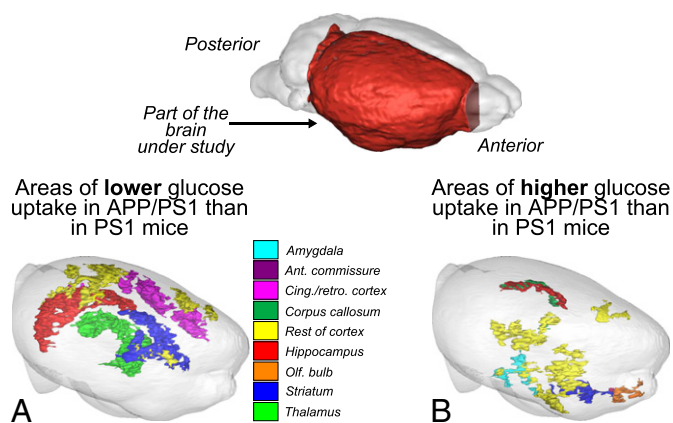 Posterior
Part of the
brain
under study
Anterior
Areas of lower glucose
uptake in APP/PS1 than
in PS1 mice
Areas of higher glucose
uptake in APP/PS1 than
in PS1 mice
Amygdala
Ant. commissure
Cing./retro. cortex
Corpus callosum
Rest of cortex
Hippocampus
Olf. bulb
Striatum
Thalamus
A
B